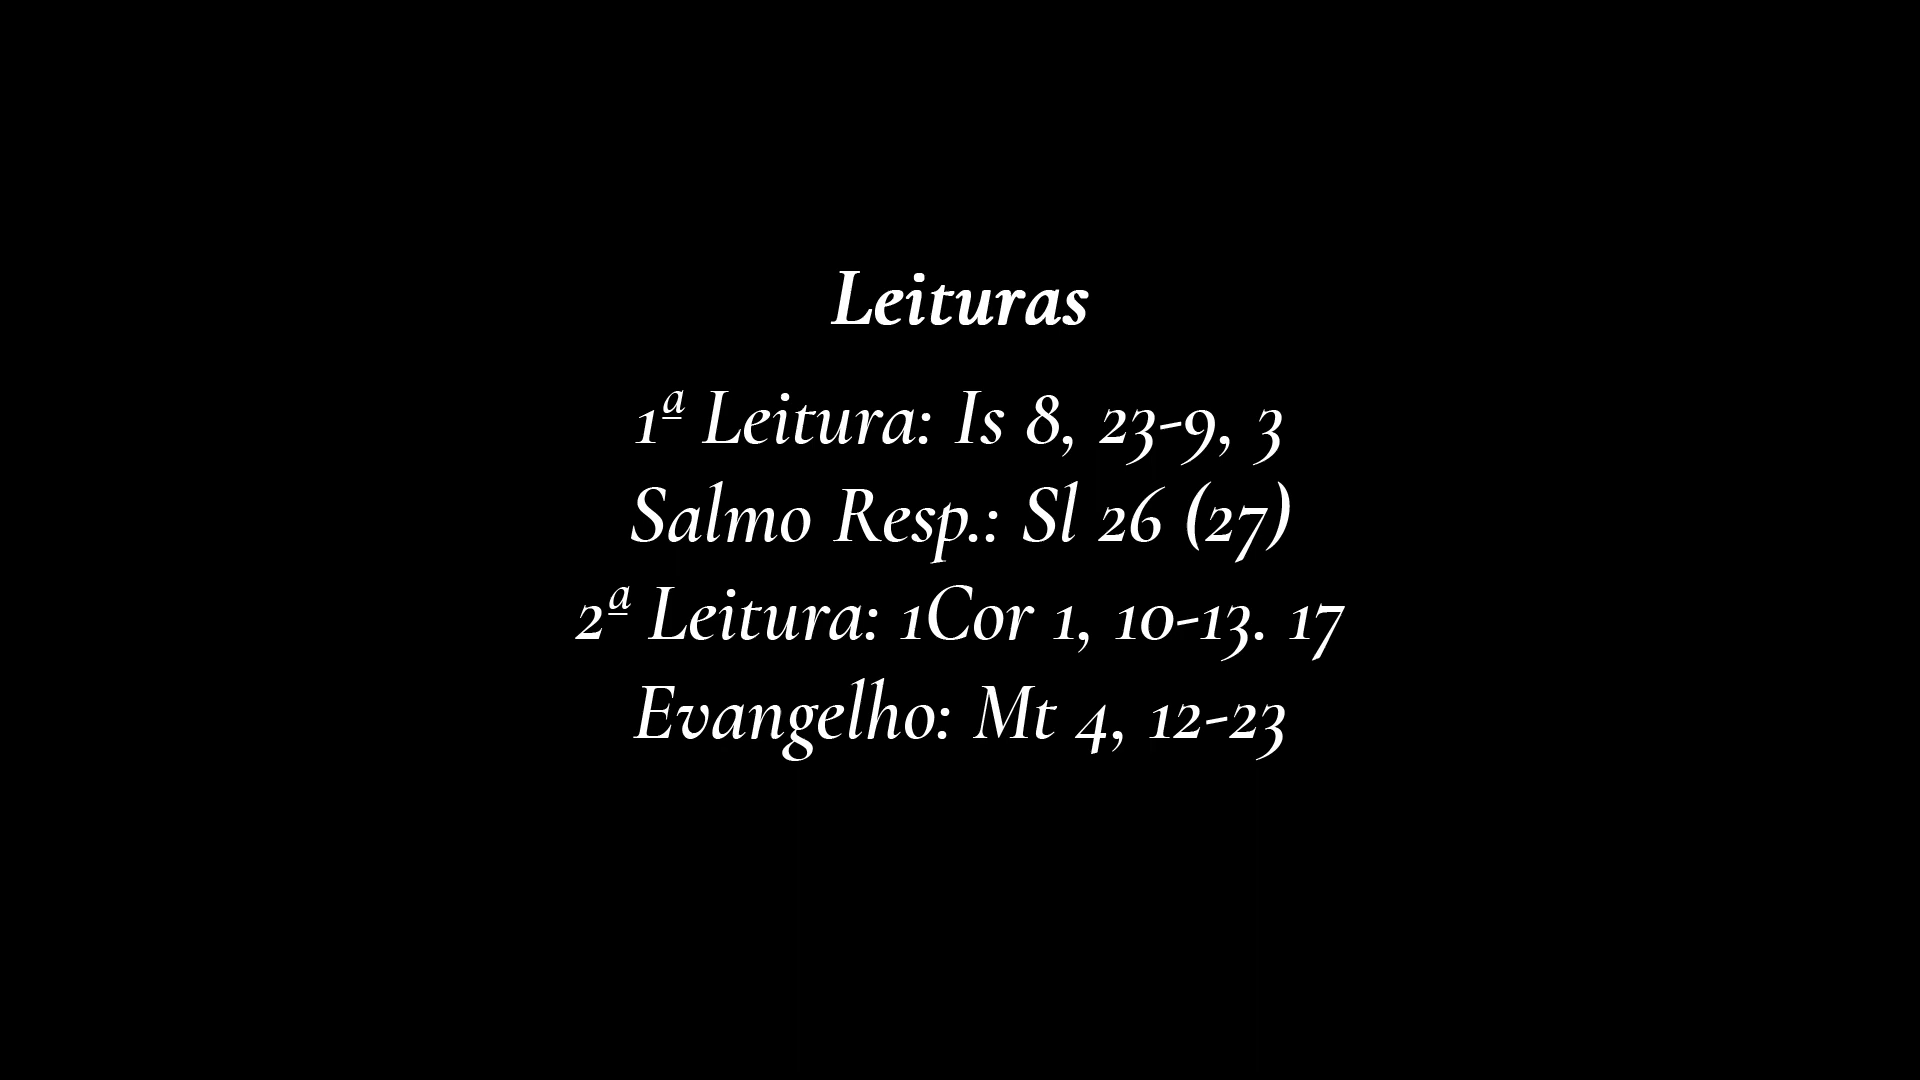 Leituras
1ª Leitura: Is 8, 23-9, 3
Salmo Resp.: Sl 26 (27)
2ª Leitura: 1Cor 1, 10-13. 17
Evangelho: Mt 4, 12-23